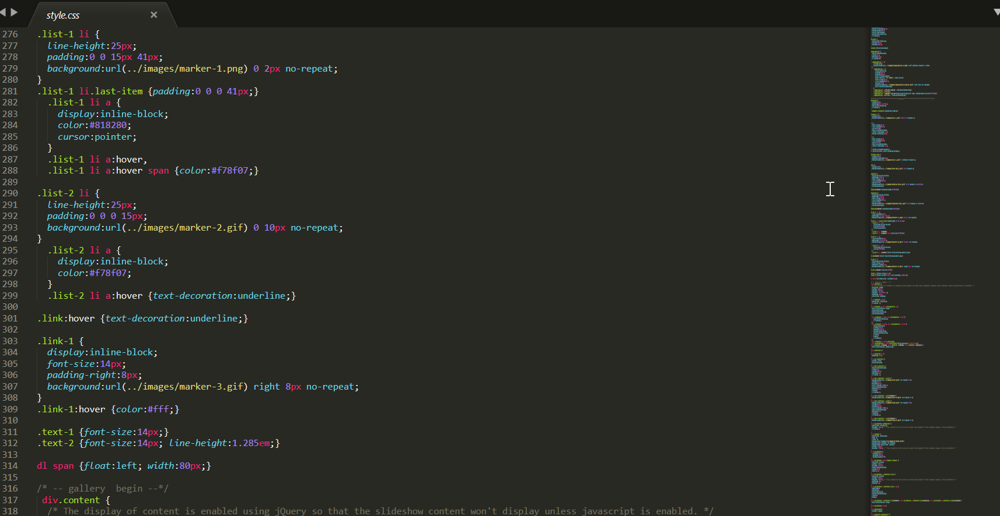 style.css ×
276 .list-1 li {
277 line-height:25px;
278 padding:0 0 15px 41px;
279 background:url(../images/marker-1.png) 0 2px no-repeat;
280 }
281 .list-1 li.last-item {padding:0 0 0 41px;}
282 .list-1 li a {
283 display:inline-block;
284 color:#818280;
285 cursor:pointer;
286 }
287 .list-1 li a:hover,
288 .list-1 li a:hover span {color:#f78f07;}
289
290 .list-2 li {
291 line-height:25px;
292 padding:0 0 0 15px;
293 background:url(../images/marker-2.gif) 0 10px no-repeat;
294 }
295 .list-2 li a {
296 display:inline-block;
297 color:#f78f07;
298 }
299 .list-2 li a:hover {text-decoration:underline;}
300
301 .link:hover {text-decoration:underline;}
302
303 .link-1 {
304 display:inline-block;
305 font-size:14px;
306 padding-right:8px;
307 background:url(../images/marker-3.gif) right 8px no-repeat;
308 }
309 .link-1:hover {color:#fff;}
310
311 .text-1 {font-size:14px;}
312 .text-2 {font-size:14px; line-height:1.285em;}
313
314 dl span {float:left; width:80px;}
315
316 /* -- gallery  begin --*/
317 div.content {
318 /* The display of content is enabled using jQuery so that the slideshow content won't display unless javascript is enabled. */